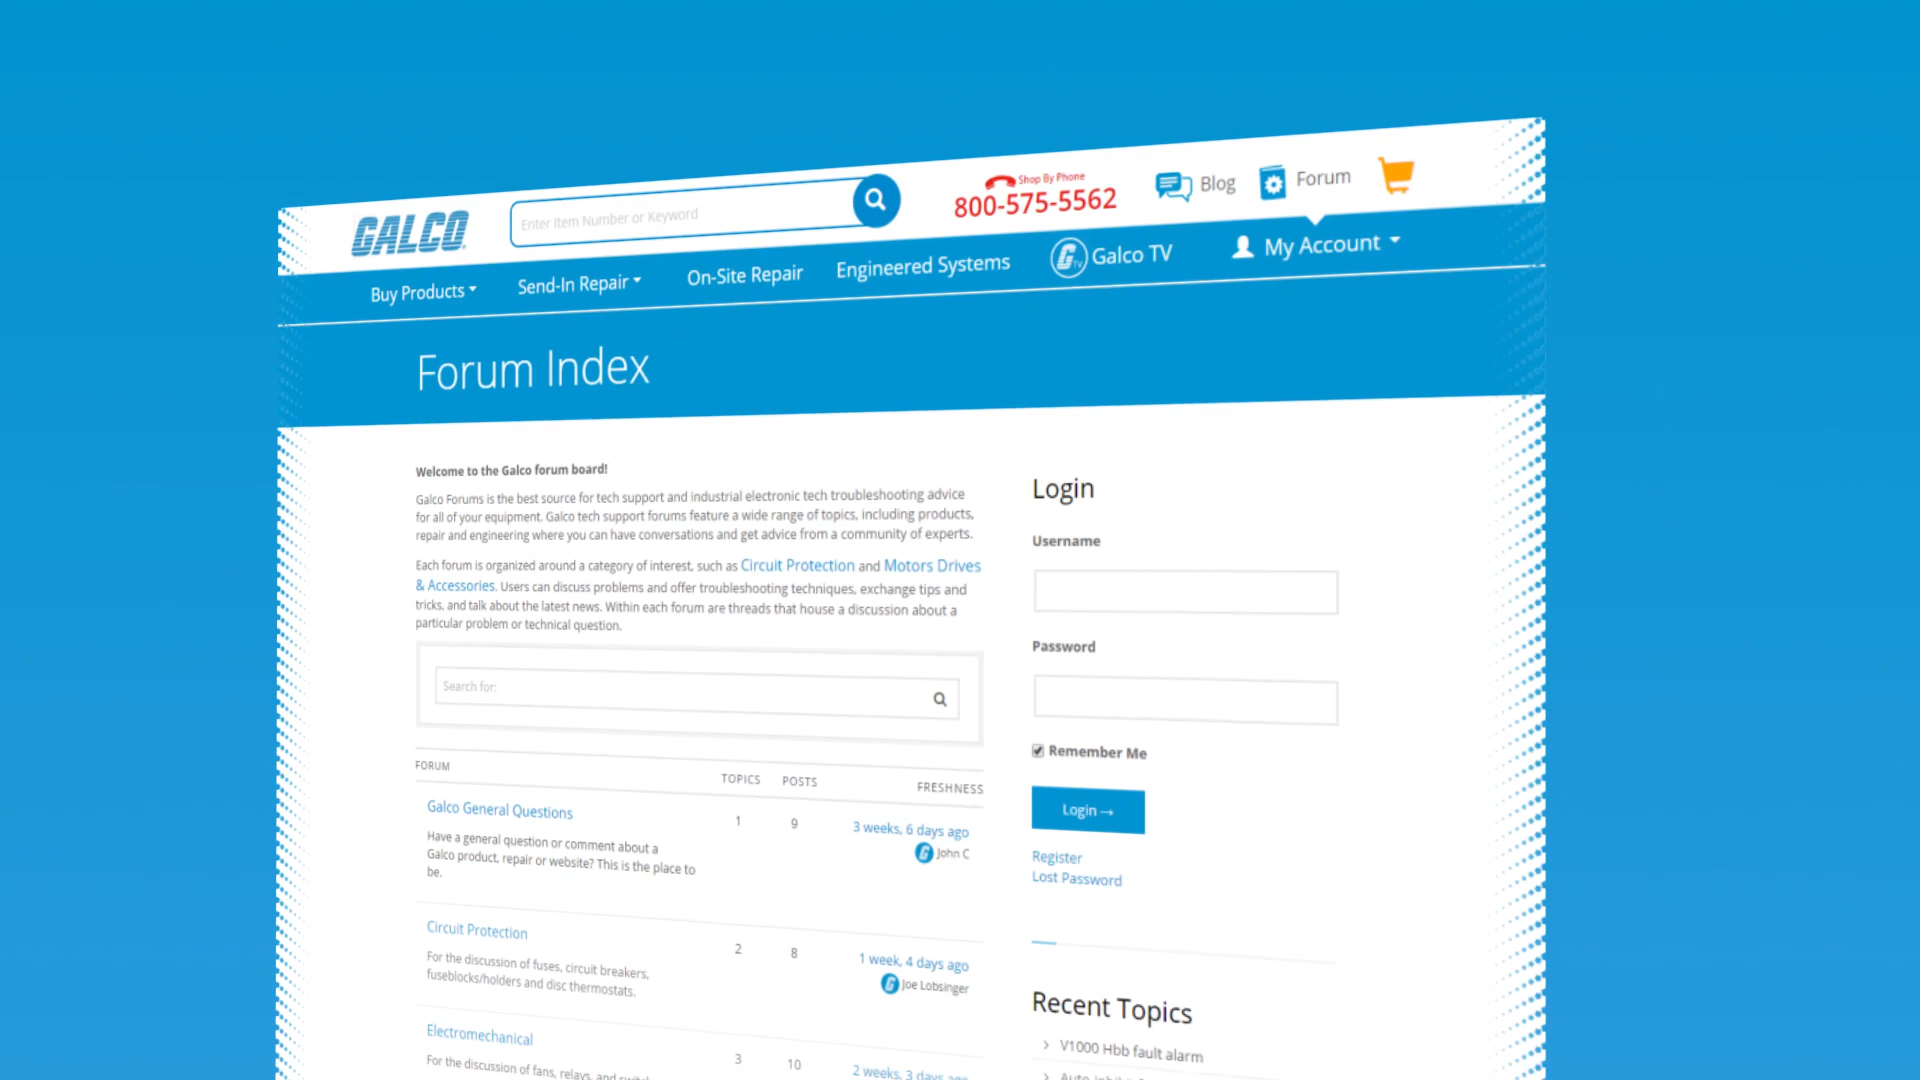 GALCO
Enter Item Number or Keyword
Shop By Phone
800-575-5562
Blog
Forum
Buy Products
Send-In Repair
On-Site Repair
Engineered Systems
Galco TV
My Account
Forum Index
Welcome to the Galco forum board!
Galco Forums is the best source for tech support and industrial electronic tech troubleshooting advice
for all of your equipment. Galco tech support forums feature a wide range of topics, including products,
repair and engineering where you can have conversations and get advice from a community of experts.
Each forum is organized around a category of interest, such as Circuit Protection and Motors Drives
& Accessories. Users can discuss problems and offer troubleshooting techniques, exchange tips and
tricks, and talk about the latest news. Within each forum are threads that house a discussion about a
particular problem or technical question.
Search for:
FORUM TOPICS POSTS FRESHNESS
Galco General Questions 1 9 3 weeks, 6 days ago
John C
Have a general question or comment about a
Galco product, repair or website? This is the place to
be.
Circuit Protection 2 8 1 week, 4 days ago
Joe Lobsinger
For the discussion of fuses, circuit breakers,
fuseblocks/holders and disc thermostats.
Electromechanical 3 10 2 weeks, 3 days ago
For the discussion of fans, relays, and
Login
Username
Password
Remember Me
Login →
Register
Lost Password
Recent Topics
V1000 Hbb fault alarm